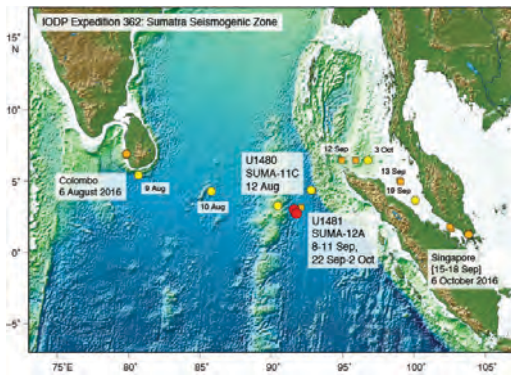 IODP Expedition 362: Sumatra Seismogenic Zone
15°
N
10°
5°
0°
−5°
Colombo
6 August 2016
9 Aug
10 Aug
U1480
SUMA-11C
12 Aug
12 Sep
3 Oct
13 Sep
19 Sep
U1481
SUMA-12A
8-11 Sep,
22 Sep-2 Oct
Singapore
[15-18 Sep]
6 October 2016
75°E 80° 85° 90° 95° 100° 105°